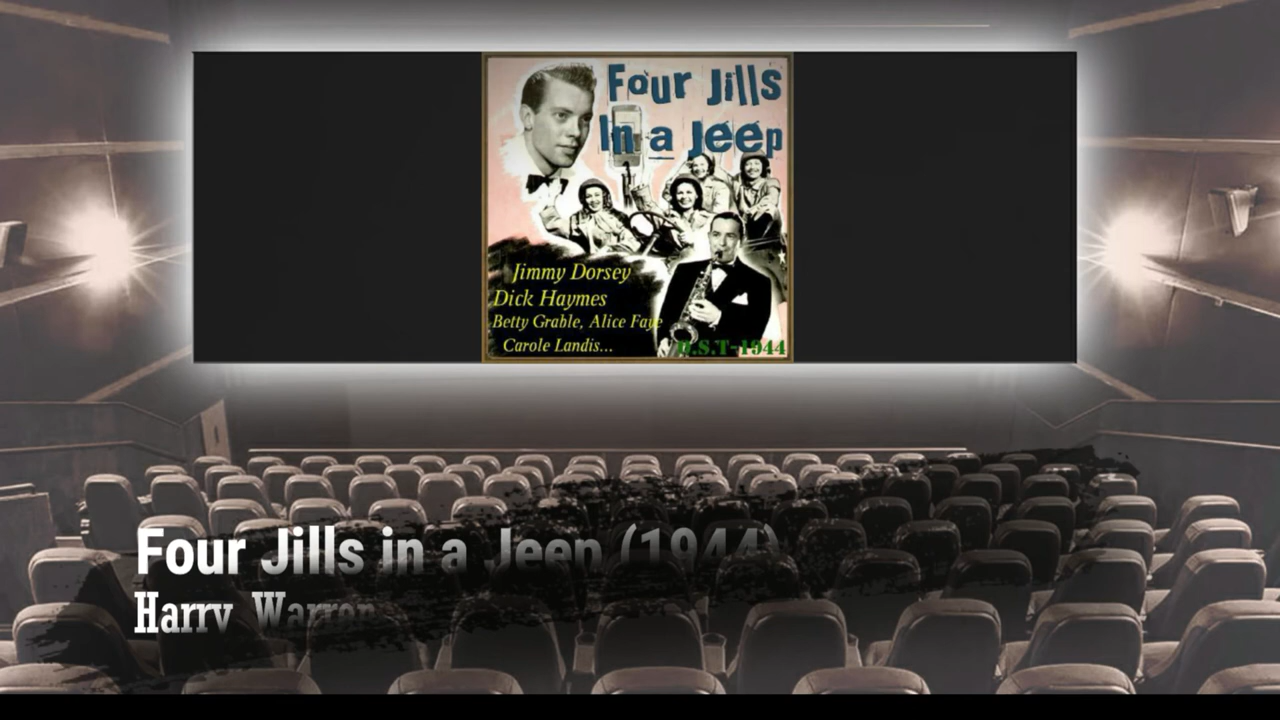 Four Jills
In a Jeep
Jimmy Dorsey
Dick Haymes
Betty Grable, Alice Faye
Carole Landis...
O.S.T-1944
Four Jills in a Jeep (1944)
Harry Warren